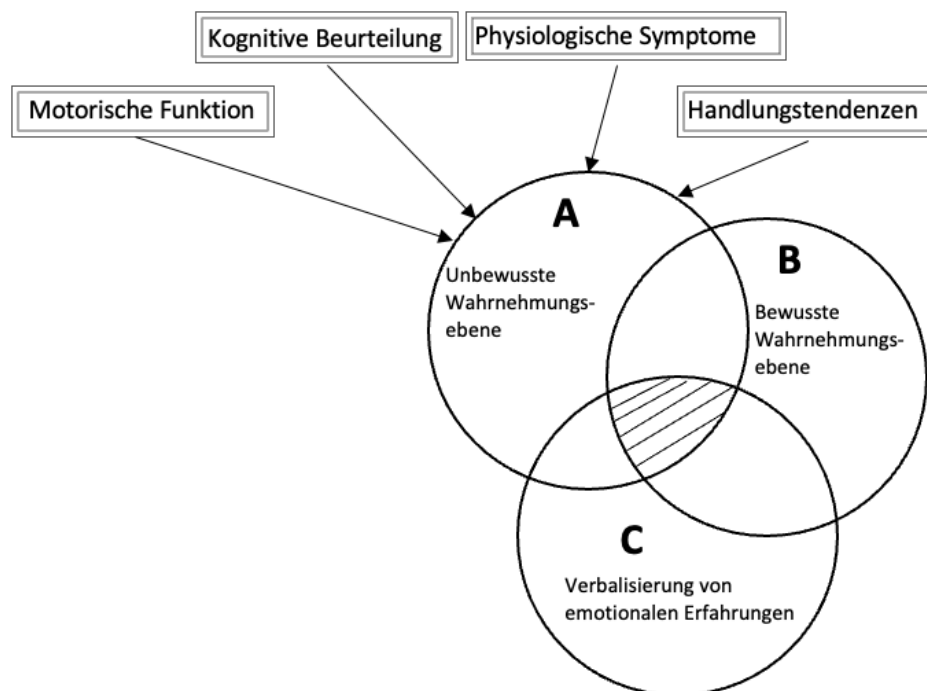 Kognitive Beurteilung
Physiologische Symptome
Motorische Funktion
Handlungstendenzen
A
Unbewusste
Wahrnehmungs-
ebene
B
Bewusste
Wahrnehmungs-
ebene
C
Verbalisierung von
emotionalen Erfahrungen